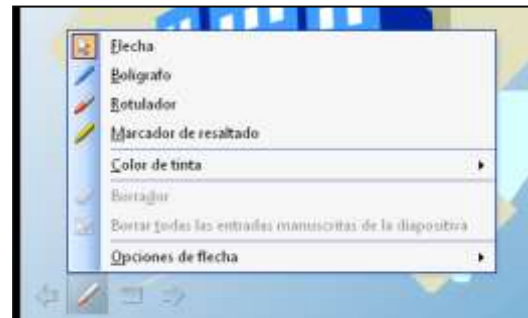 Flecha
Bolígrafo
Rotulador
Marcador de resaltado
Color de tinta
Borrador
Borrar todas las entradas manuscritas de la diapositiva
Opciones de flecha